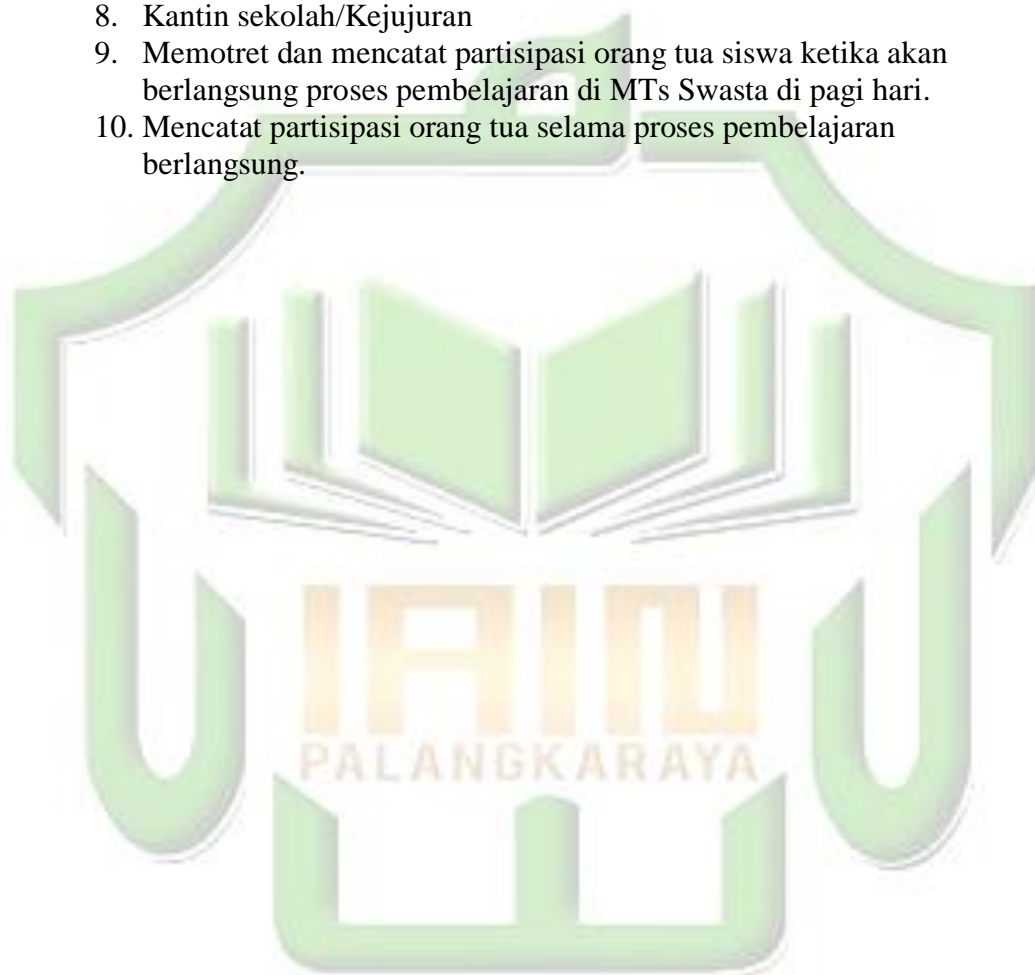 8. Kantin sekolah/Kejujuran
9. Memotret dan mencatat partisipasi orang tua siswa ketika akan
berlangsung proses pembelajaran di MTs Swasta di pagi hari.
10. Mencatat partisipasi orang tua selama proses pembelajaran
berlangsung.
IAIN
PALANGKARAYA